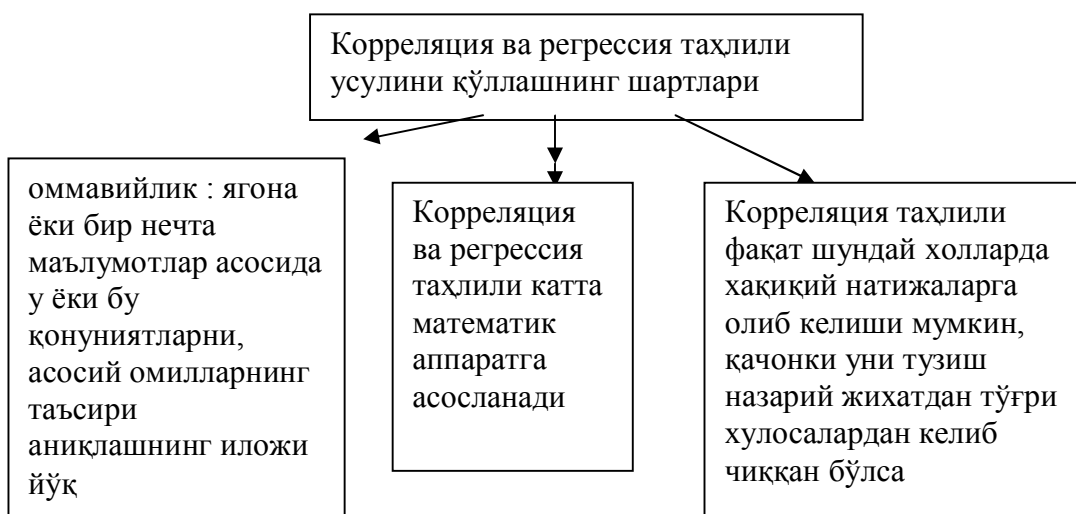 Корреляция ва регрессия таҳлили
усулини қўллашнинг шартлари
оммавийлик : ягона
ёки бир нечта
маълумотлар асосида
у ёки бу
қонуниятларни,
асосий омилларнинг
таъсири
аниқлашнинг иложи
йўқ
Корреляция
ва регрессия
таҳлили катта
математик
аппаратга
асосланади
Корреляция таҳлили
фақат шундай холларда
хақиқий натижаларга
олиб келиши мумкин,
қачонки уни тузиш
назарий жихатдан тўғри
хулосалардан келиб
чиққан бўлса